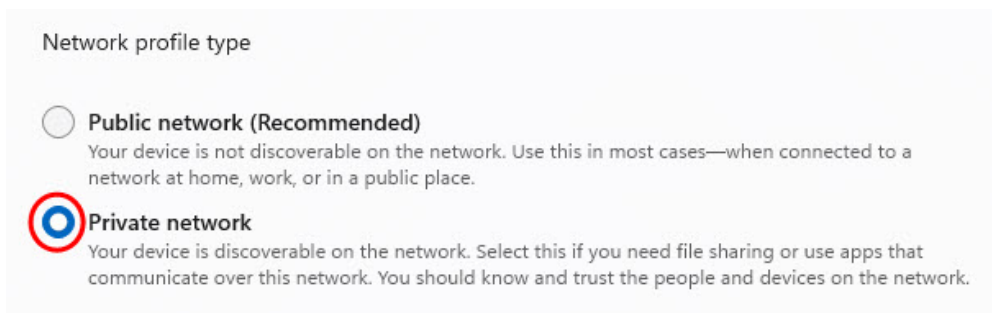 Network profile type
Public network (Recommended)
Your device is not discoverable on the network. Use this in most cases—when connected to a
network at home, work, or in a public place.
Private network
Your device is discoverable on the network. Select this if you need file sharing or use apps that
communicate over this network. You should know and trust the people and devices on the network.